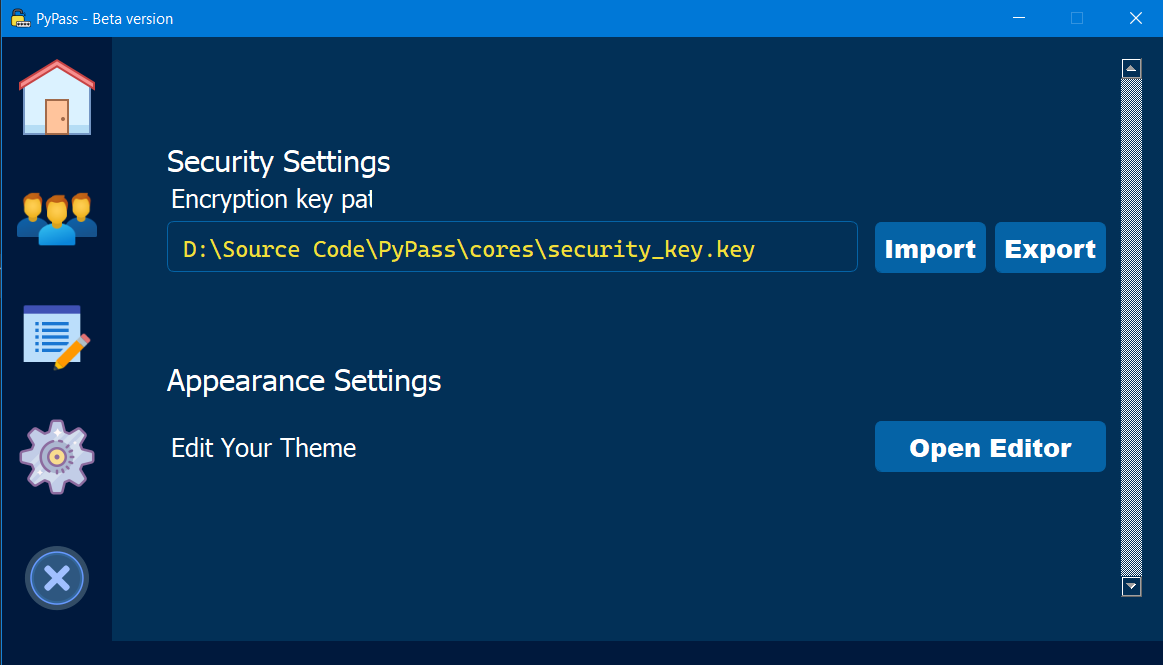 PyPass - Beta version
Security Settings
Encryption key pat
D:\Source Code\PyPass\cores\security_key.key
Import
Export
Appearance Settings
Edit Your Theme
Open Editor